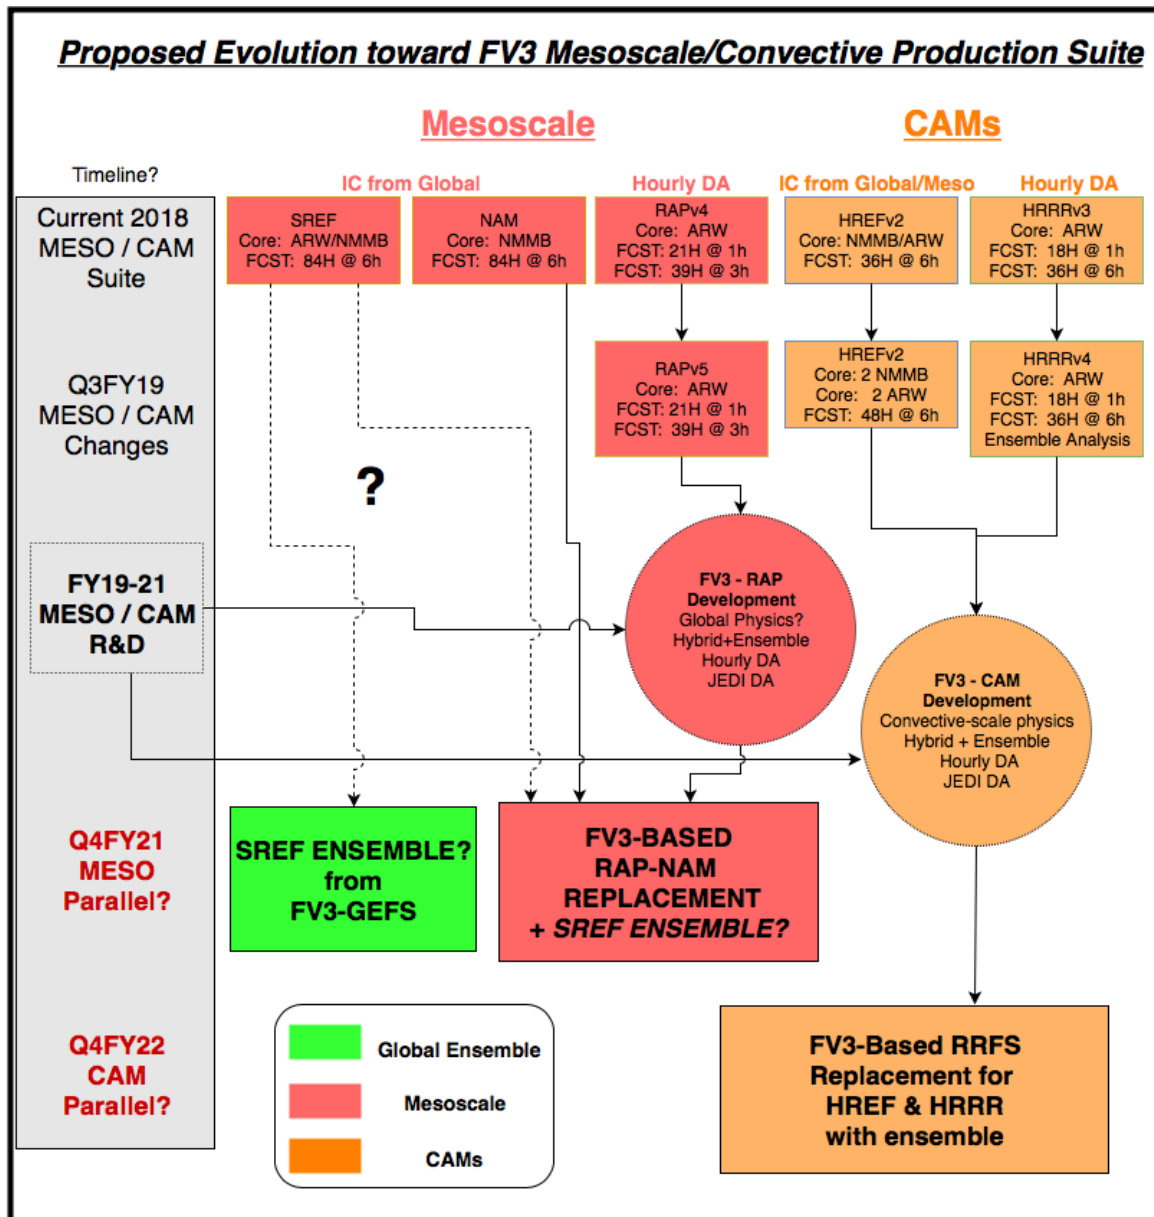 Proposed Evolution toward FV3 Mesoscale/Convective Production Suite
Mesoscale
CAMs
Timeline?
IC from Global
Hourly DA
IC from Global/Meso
Hourly DA
Current 2018
MESO / CAM
Suite
SREF
Core: ARW/NMMB
FCST: 84H @ 6h
NAM
Core: NMMB
FCST: 84H @ 6h
RAPv4
Core: ARW
FCST: 21H @ 1h
FCST: 39H @ 3h
HREFv2
Core: NMMB/ARW
FCST: 36H @ 6h
HRRRv3
Core: ARW
FCST: 18H @ 1h
FCST: 36H @ 6h
Q3FY19
MESO / CAM
Changes
RAPv5
Core: ARW
FCST: 21H @ 1h
FCST: 39H @ 3h
HREFv2
Core: 2 NMMB
Core: 2 ARW
FCST: 48H @ 6h
HRRRv4
Core: ARW
FCST: 18H @ 1h
FCST: 36H @ 6h
Ensemble Analysis
?
FY19-21
MESO / CAM
R&D
FV3 - RAP
Development
Global Physics?
Hybrid+Ensemble
Hourly DA
JEDI DA
FV3 - CAM
Development
Convective-scale physics
Hybrid + Ensemble
Hourly DA
JEDI DA
Q4FY21
MESO
Parallel?
SREF ENSEMBLE?
from
FV3-GEFS
FV3-BASED
RAP-NAM
REPLACEMENT
+ SREF ENSEMBLE?
Q4FY22
CAM
Parallel?
Global Ensemble
Mesoscale
CAMs
FV3-Based RRFS
Replacement for
HREF & HRRR
with ensemble